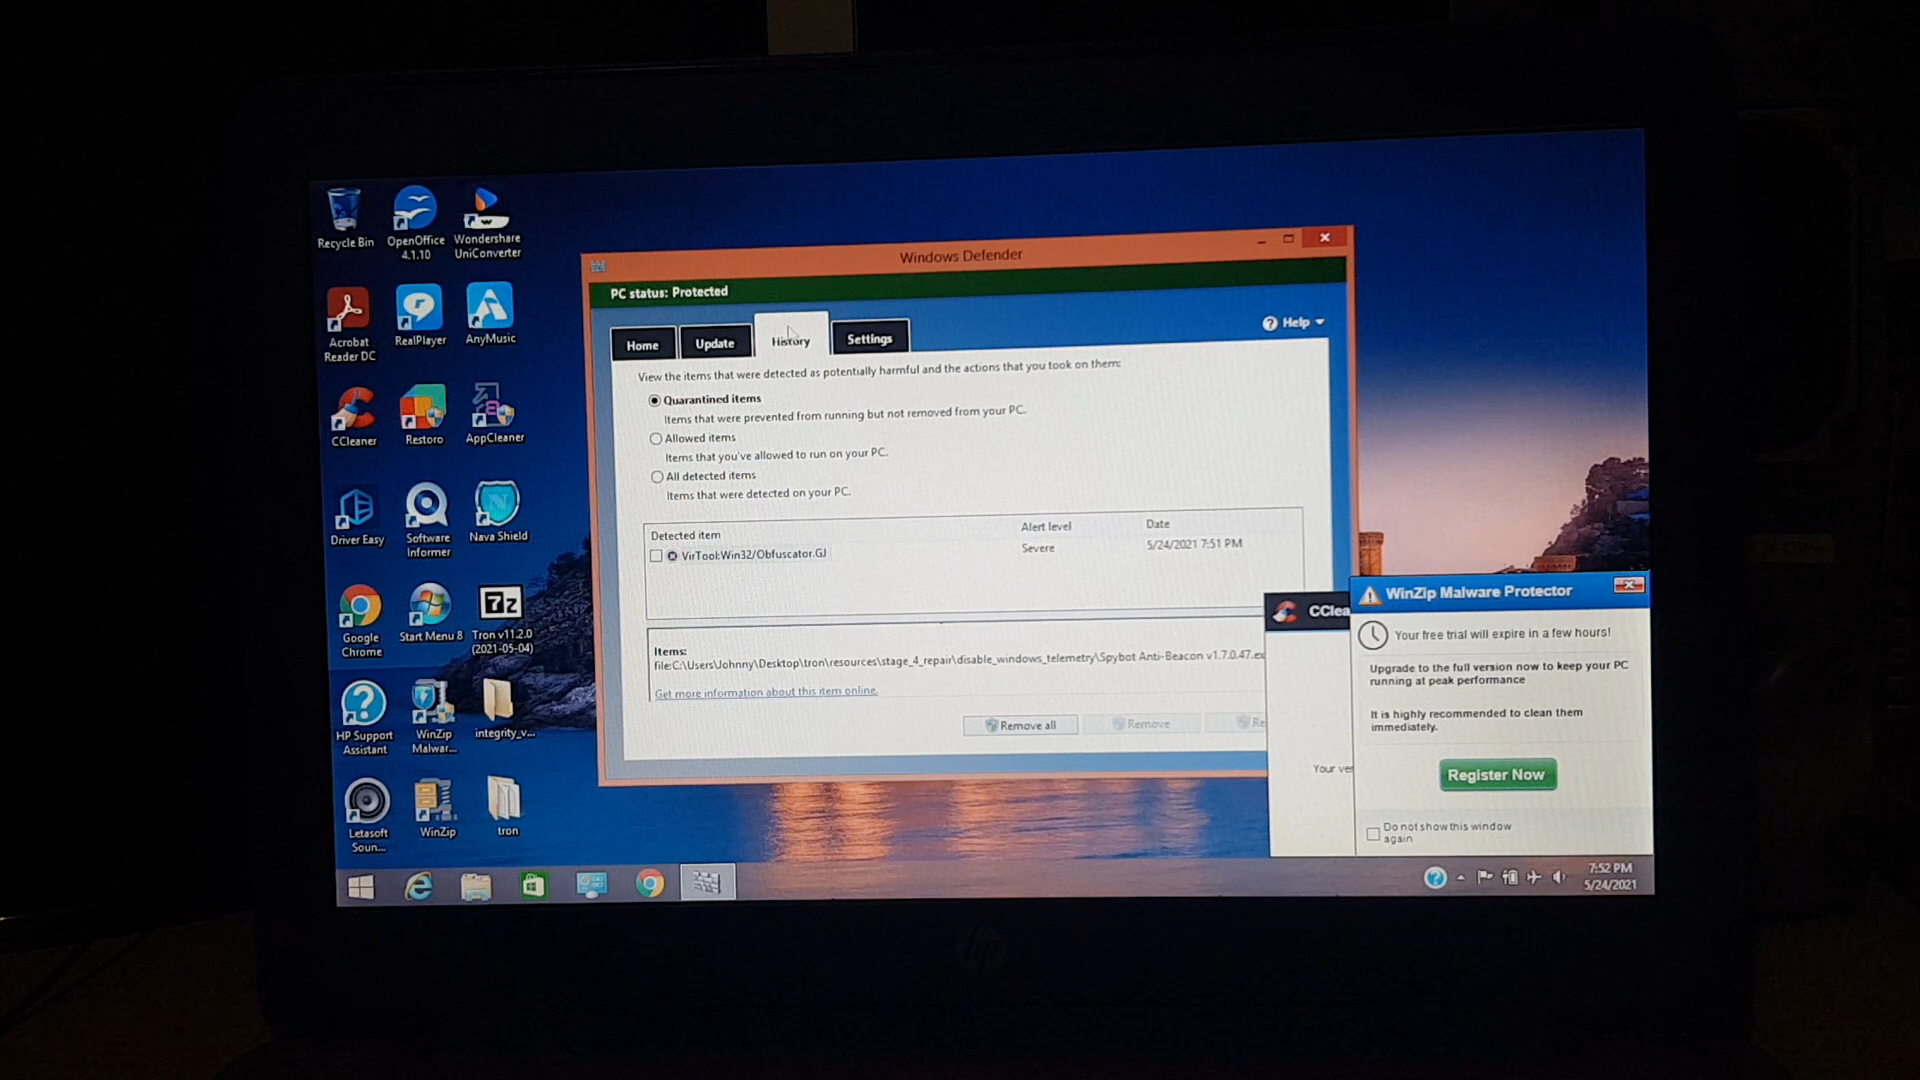 Recycle Bin
OpenOffice 4.1.10
Wondershare UniConverter
Acrobat Reader DC
RealPlayer
AnyMusic
CCleaner
Restoro
AppCleaner
Driver Easy
Software Informer
Nava Shield
Google Chrome
Start Menu 8
7z
Tron v11.2.0 (2021-05-04)
HP Support Assistant
WinZip Malwar...
integrity_v...
Letasoft Soun...
WinZip
tron
Windows Defender
PC status: Protected
Home
Update
History
Settings
Help
View the items that were detected as potentially harmful and the actions that you took on them:
Quarantined items
Items that were prevented from running but not removed from your PC.
Allowed items
Items that you've allowed to run on your PC.
All detected items
Items that were detected on your PC.
Detected item
Alert level
Date
VirTool:Win32/Obfuscator.GJ
Severe
5/24/2021 7:51 PM
Items:
file:C:\Users\Johnny\Desktop\tron\resources\stage_4_repair\disable_windows_telemetry\Spybot Anti-Beacon v1.7.0.47.ex
Get more information about this item online.
Remove all
Remove
Re
CClea
Your ver
WinZip Malware Protector
Your free trial will expire in a few hours!
Upgrade to the full version now to keep your PC
running at peak performance
It is highly recommended to clean them
immediately.
Register Now
Do not show this window
again
7:52 PM
5/24/2021
hp